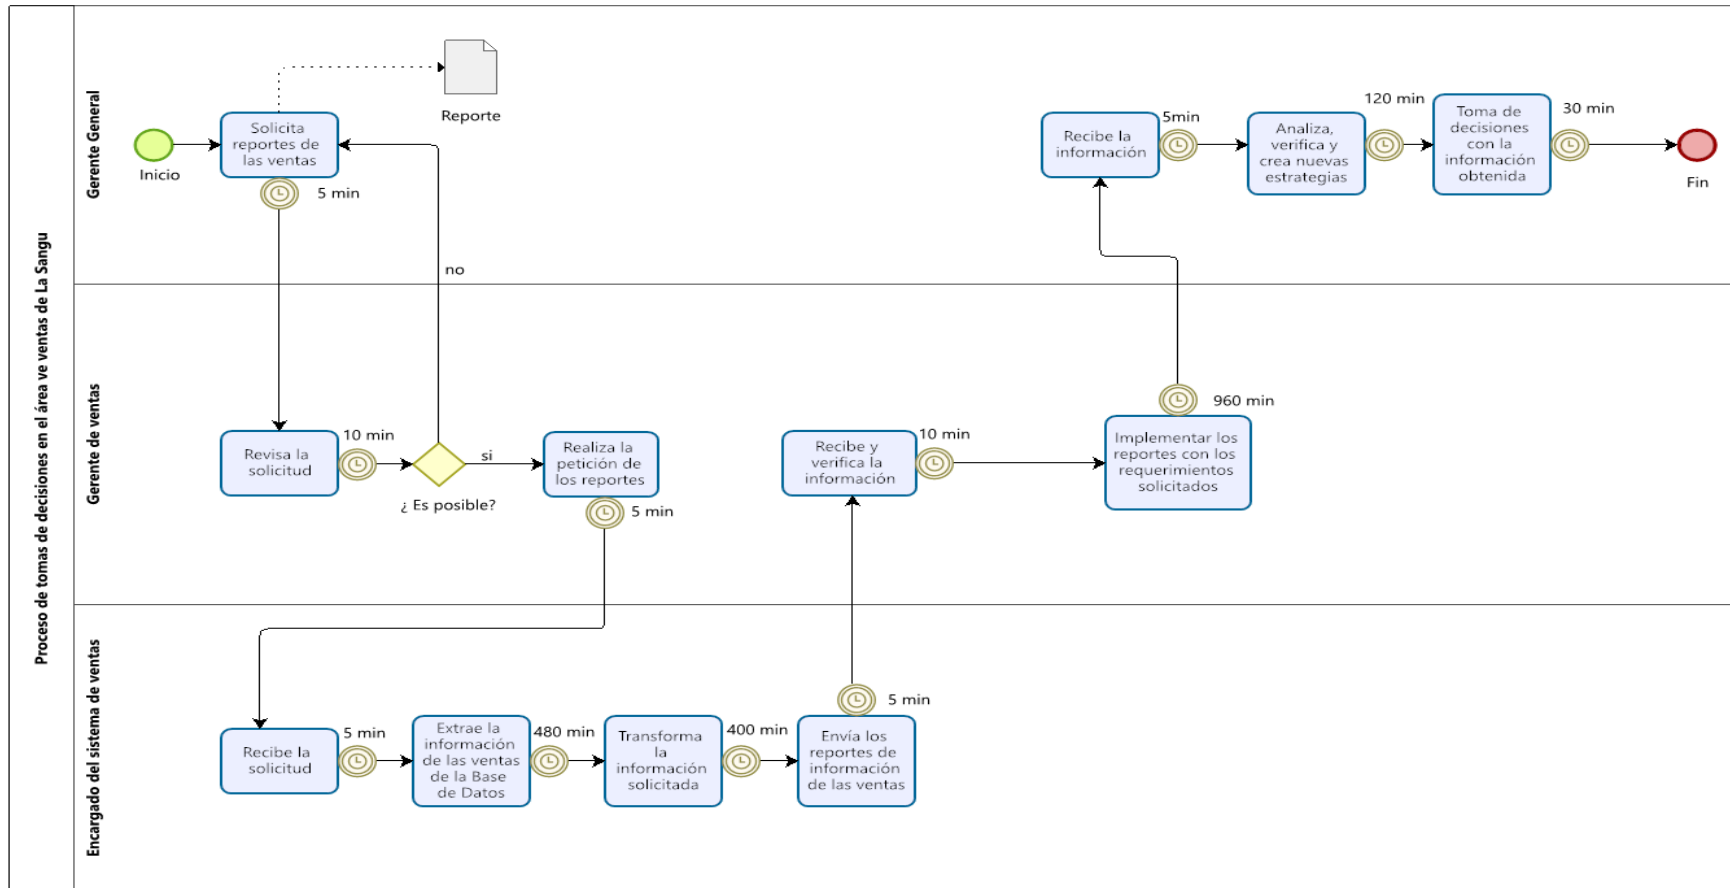 Proceso de tomas de decisiones en el área ve ventas de La Sangu
Gerente General
Inicio
Solicita
reportes de
las ventas
5 min
Reporte
no
Recibe la
información
5min
Analiza,
verifica y
crea nuevas
estrategias
120 min
Toma de
decisiones
con la
información
obtenida
30 min
Fin
Gerente de ventas
Revisa la
solicitud
10 min
¿ Es posible?
si
Realiza la
petición de
los reportes
5 min
Recibe y
verifica la
información
10 min
Implementar los
reportes con los
requerimientos
solicitados
960 min
Encargado del sistema de ventas
Recibe la
solicitud
5 min
Extrae la
información
de las ventas
de la Base
de Datos
480 min
Transforma
la
información
solicitada
400 min
Envía los
reportes de
información
de las ventas
5 min